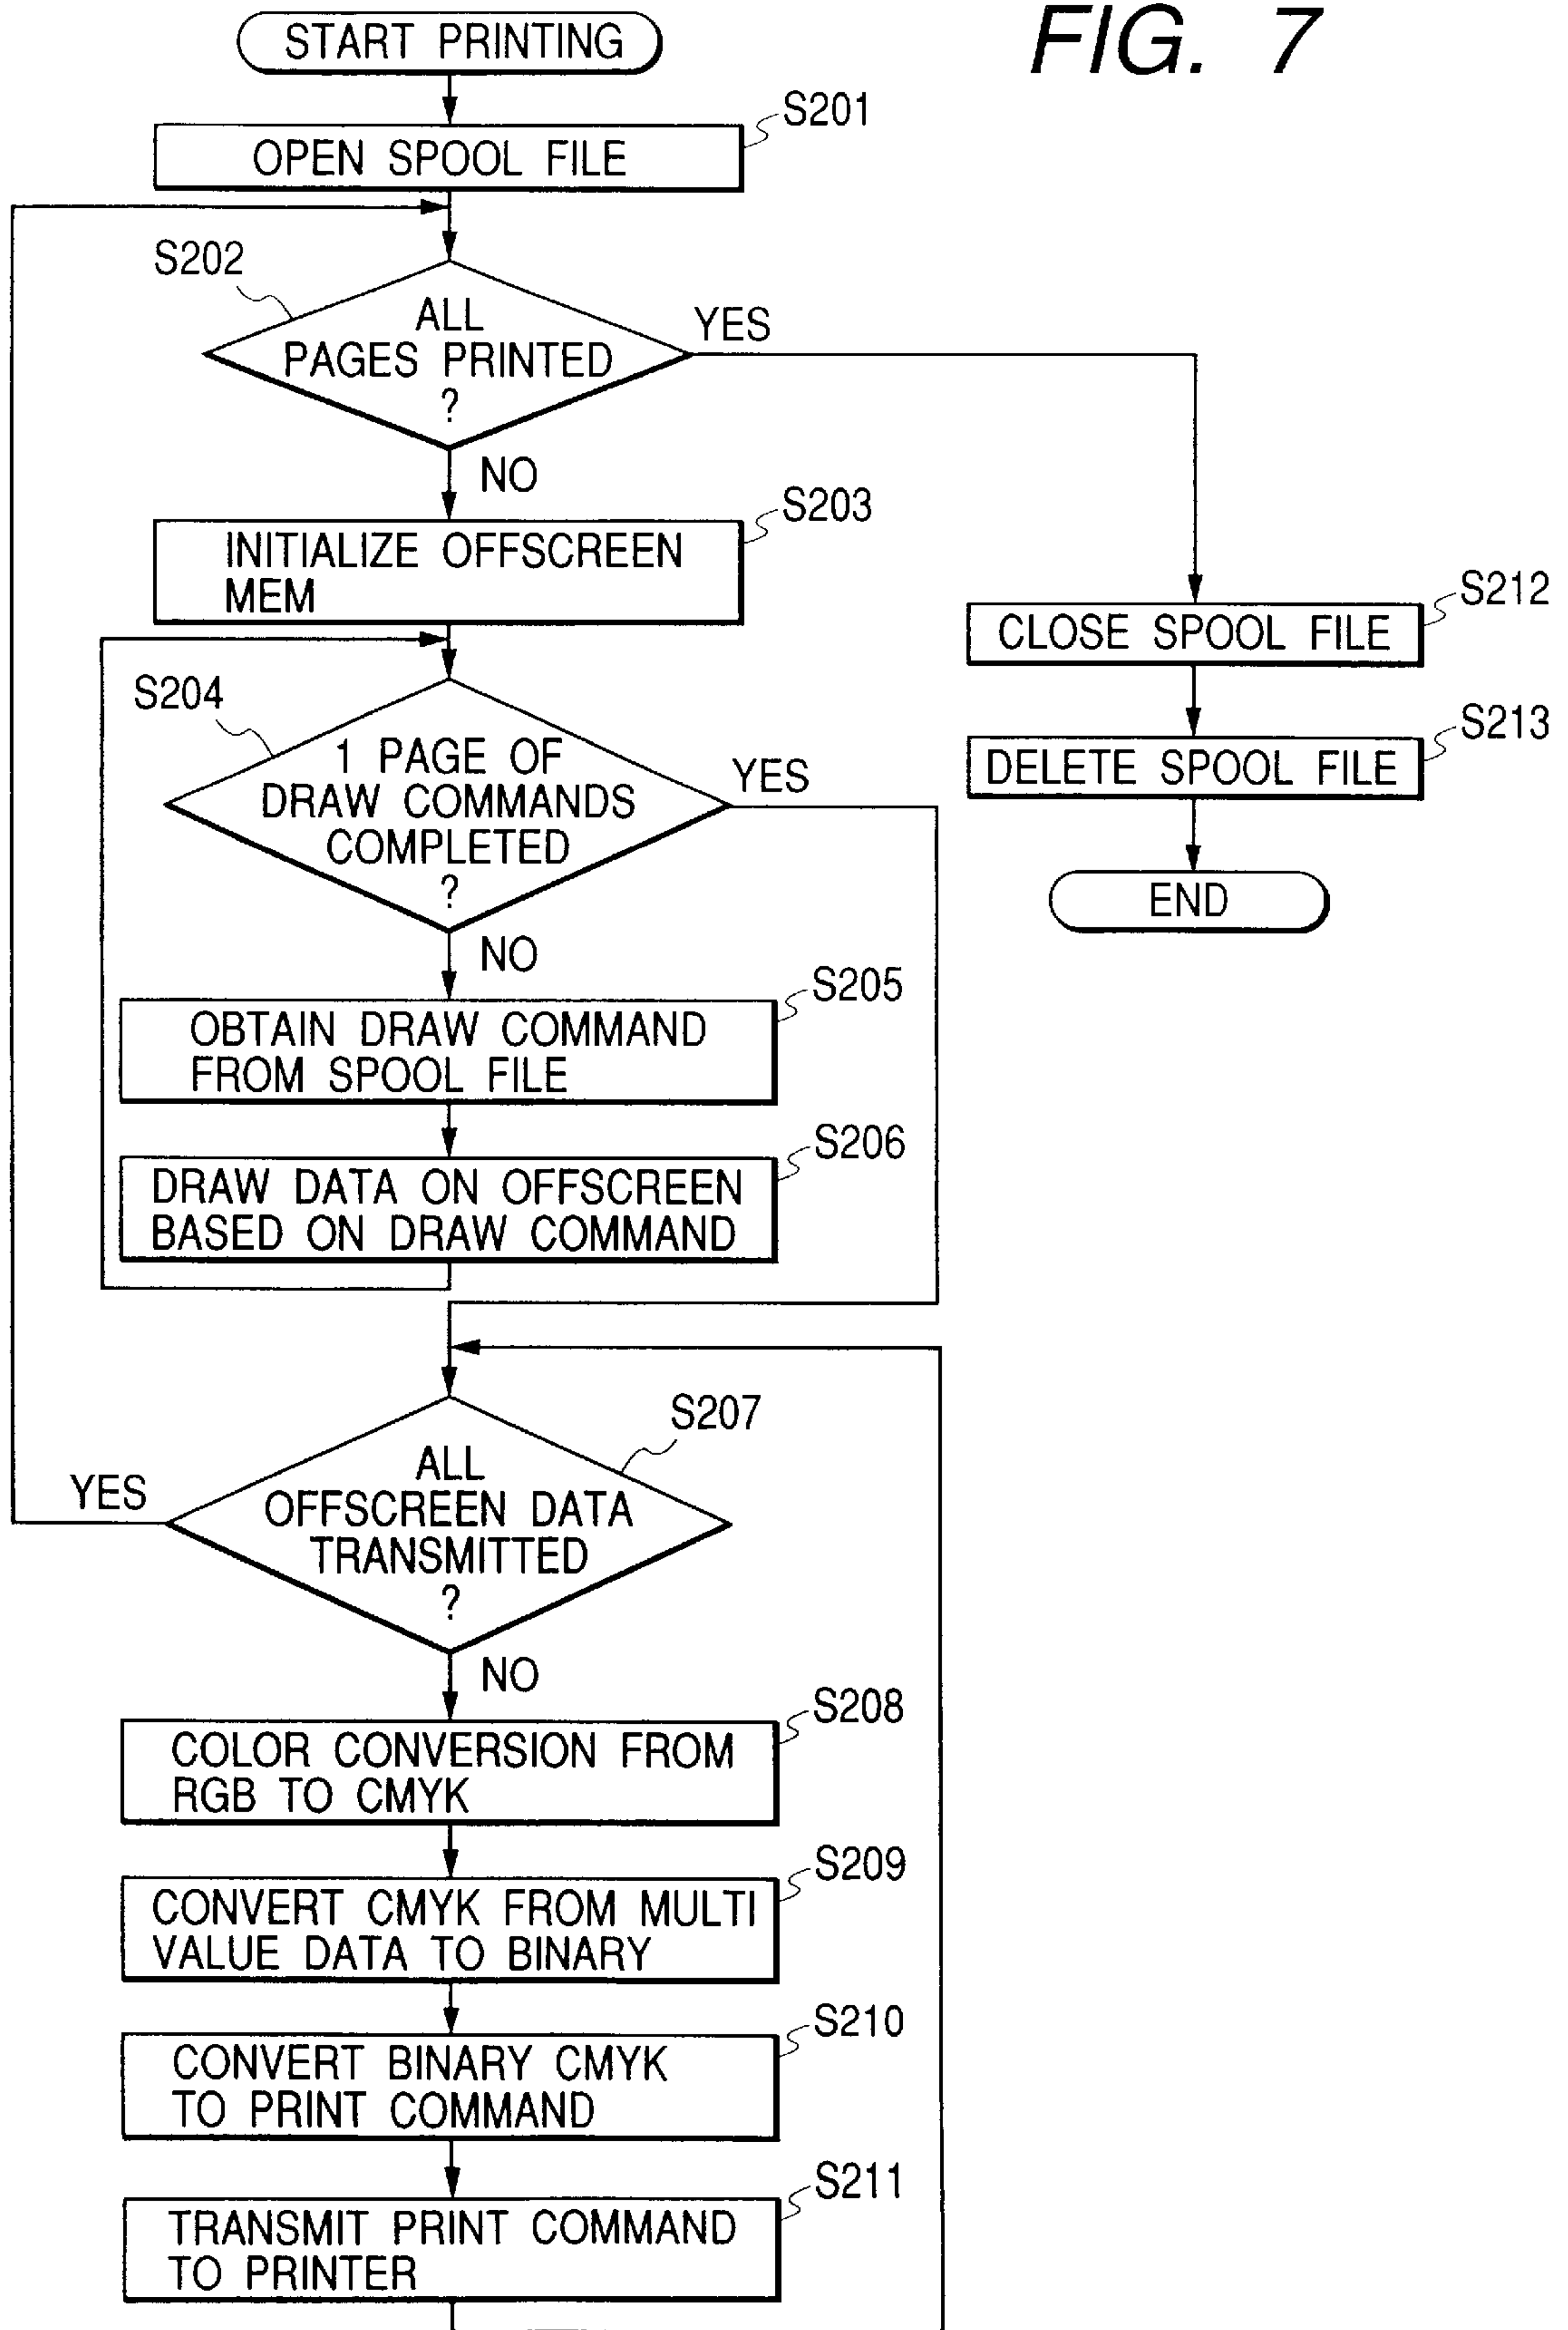 FIG. 7
START PRINTING
S201
OPEN SPOOL FILE
S202
ALL
PAGES PRINTED
?
YES
NO
S203
INITIALIZE OFFSCREEN
MEM
S212
CLOSE SPOOL FILE
S204
1 PAGE OF
DRAW COMMANDS
COMPLETED
?
YES
NO
S213
DELETE SPOOL FILE
END
S205
OBTAIN DRAW COMMAND
FROM SPOOL FILE
S206
DRAW DATA ON OFFSCREEN
BASED ON DRAW COMMAND
S207
ALL
OFFSCREEN DATA
TRANSMITTED
?
YES
NO
S208
COLOR CONVERSION FROM
RGB TO CMYK
S209
CONVERT CMYK FROM MULTI
VALUE DATA TO BINARY
S210
CONVERT BINARY CMYK
TO PRINT COMMAND
S211
TRANSMIT PRINT COMMAND
TO PRINTER